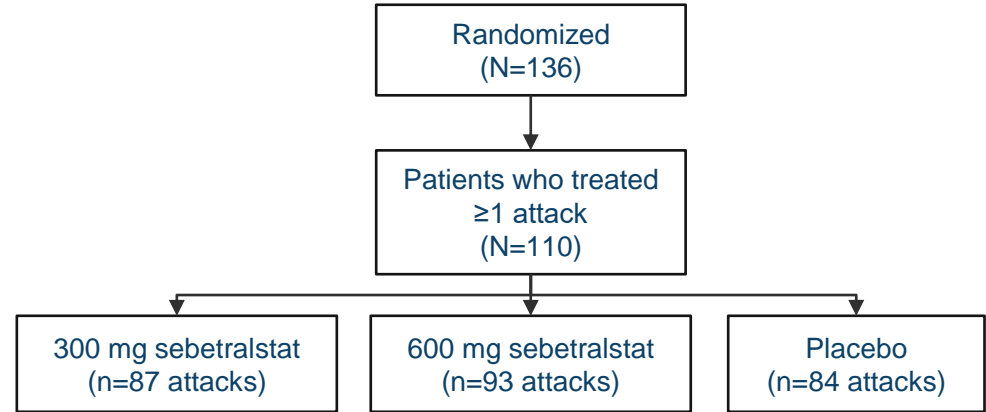 Randomized
(N=136)
Patients who treated
≥1 attack
(N=110)
300 mg sebetralstat
(n=87 attacks)
600 mg sebetralstat
(n=93 attacks)
Placebo
(n=84 attacks)